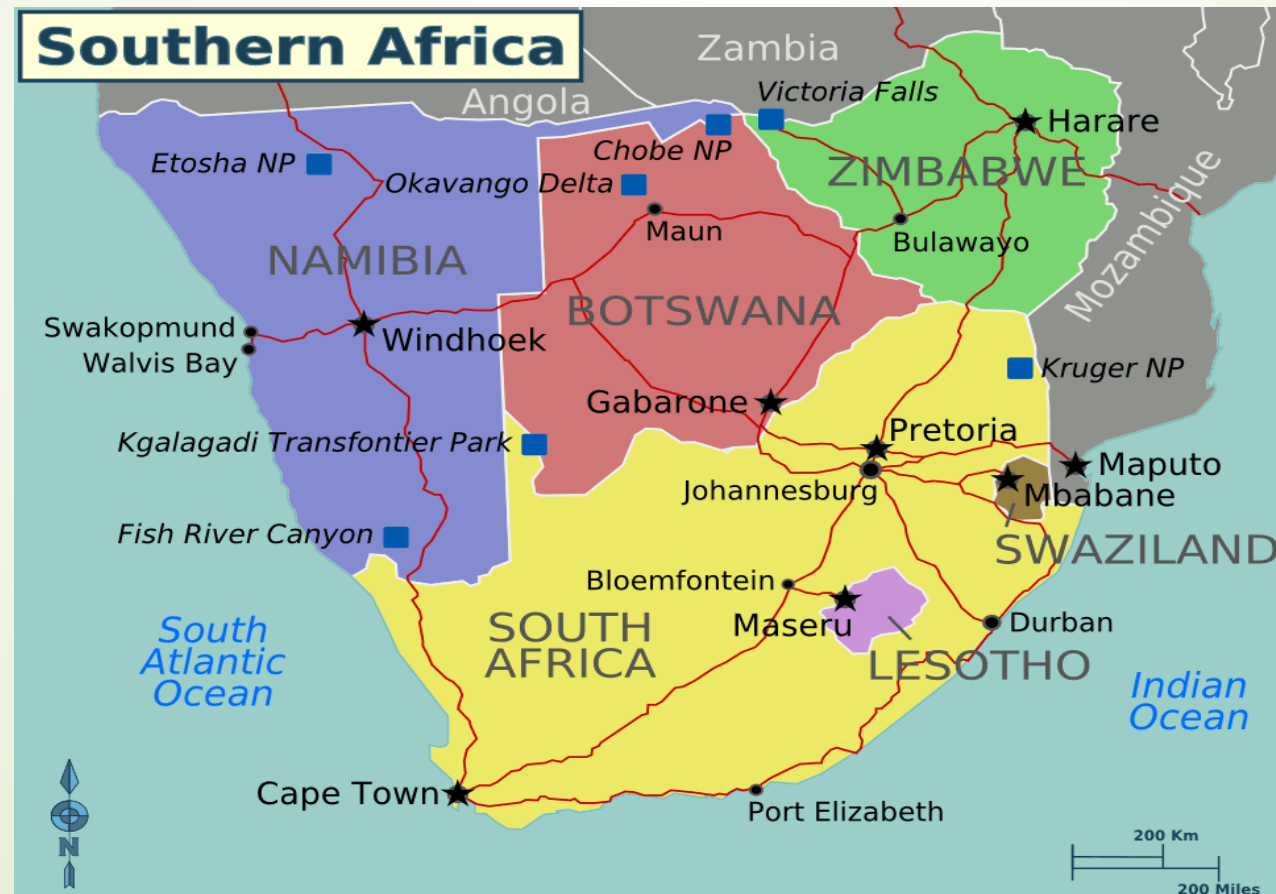 Southern Africa
Zambia
Angola
Victoria Falls
Harare
Etosha NP
Chobe NP
ZIMBABWE
Okavango Delta
Mozambique
Maun
Bulawayo
NAMIBIA
BOTSWANA
Swakopmund
Windhoek
Walvis Bay
Kruger NP
Gabarone
Pretoria
Kgalagadi Transfontier Park
Maputo
Johannesburg
Mbabane
Fish River Canyon
SWAZILAND
Bloemfontein
Maseru
Durban
SOUTH
AFRICA
LESOTHO
South
Atlantic
Ocean
Indian
Ocean
Cape Town
Port Elizabeth
N
200 Km
200 Miles